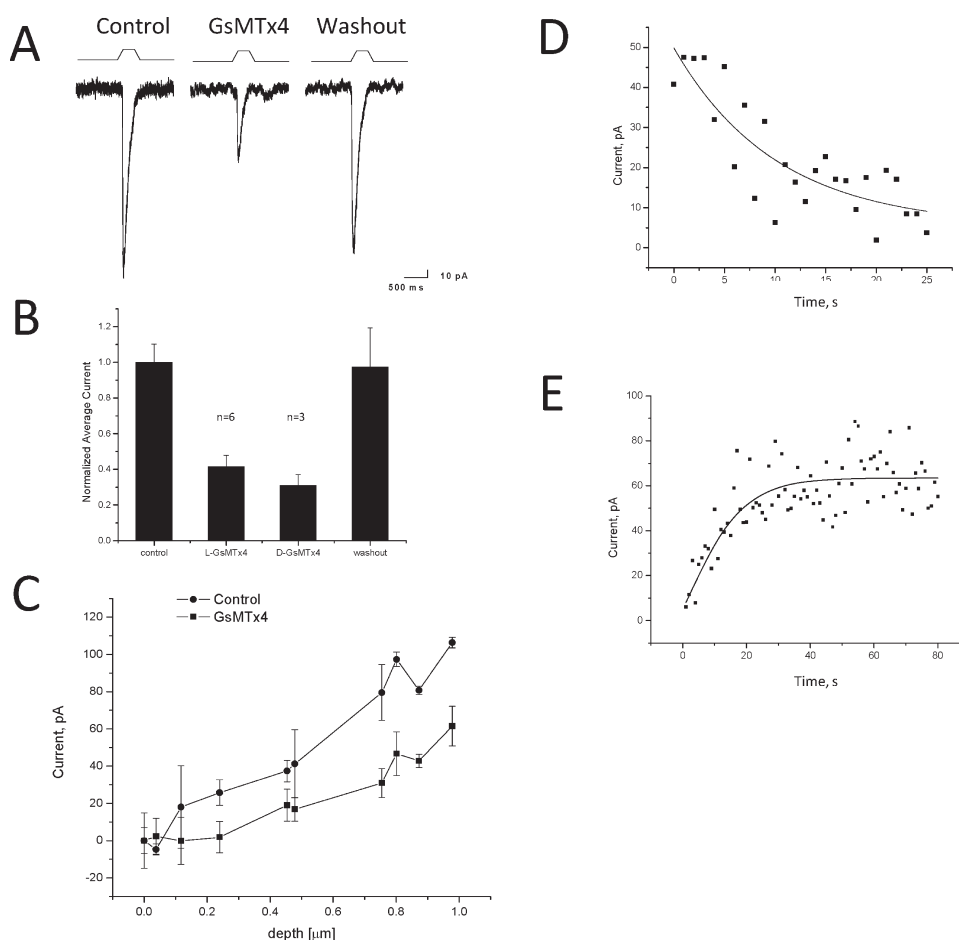 A
Control GsMTx4 Washout
10 pA
500 ms
B
Normalized Average Current
1.2
1.0
0.8
0.6
0.4
0.2
0.0
n=6 n=3
control L-GsMTx4 D-GsMTx4 washout
C
Control
GsMTx4
Current, pA
120
100
80
60
40
20
0
-20
0.0 0.2 0.4 0.6 0.8 1.0
depth [μm]
D
Current, pA
50
40
30
20
10
0
0 5 10 15 20 25
Time, s
E
Current, pA
100
80
60
40
20
0
0 20 40 60 80
Time, s